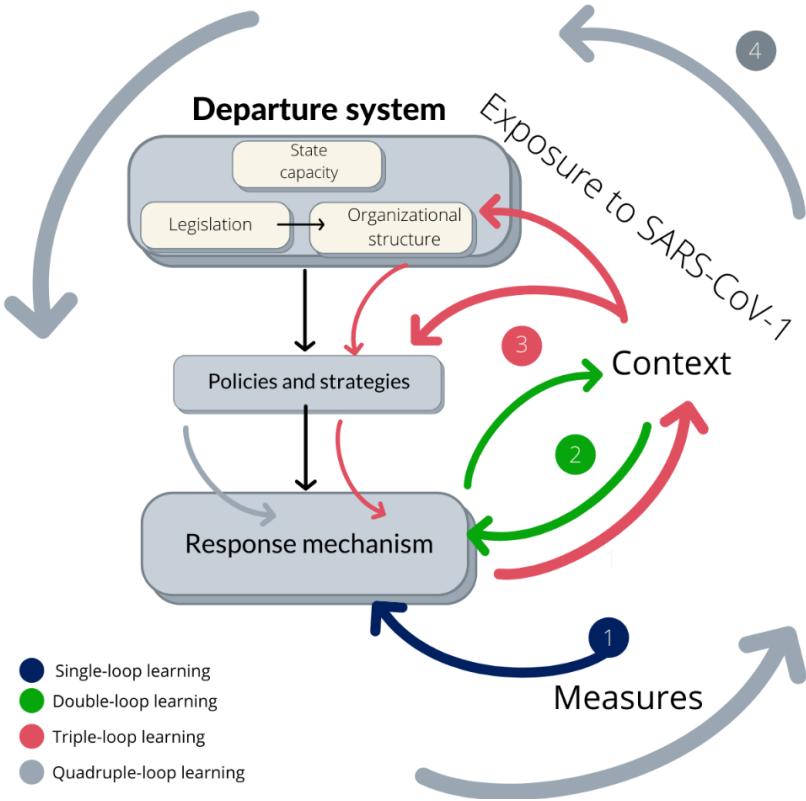 4
Departure system
Exposure to SARS-CoV-1
State
capacity
Legislation
Organizational
structure
3
Context
Policies and strategies
2
Response mechanism
1
Single-loop learning
Measures
Double-loop learning
Triple-loop learning
Quadruple-loop learning